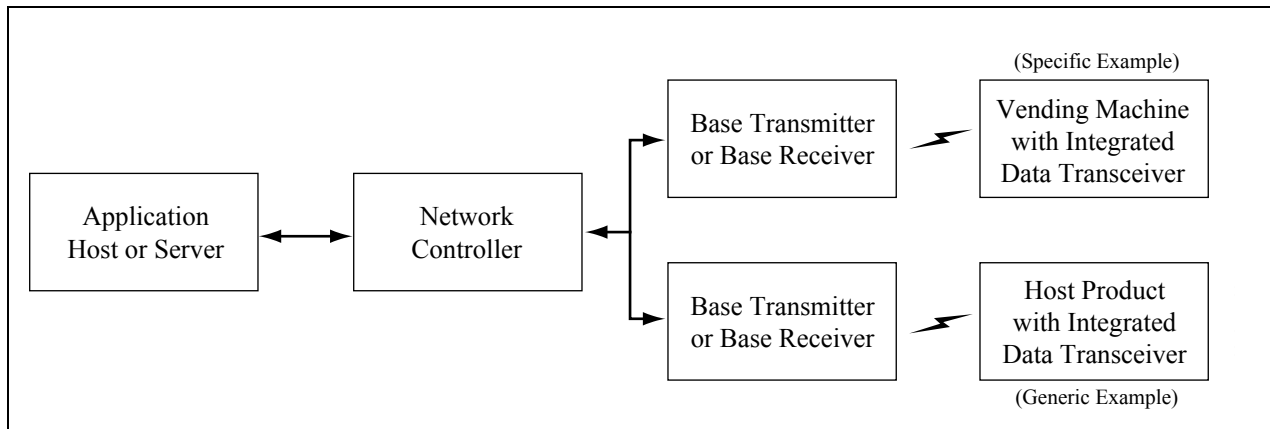 Application
Host or Server
Network
Controller
Base Transmitter
or Base Receiver
(Specific Example)
Vending Machine
with Integrated
Data Transceiver
Base Transmitter
or Base Receiver
Host Product
with Integrated
Data Transceiver
(Generic Example)